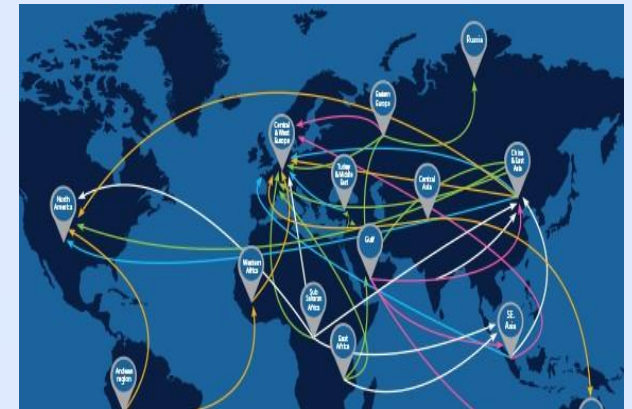 Russia
Eastern
Europe
Central
& West
Europe
Turkey
& Middle
East
China
& East
Asia
Central
Asia
North
America
Western
Africa
Gulf
Sub
Saharan
Africa
SE.
Asia
East
Africa
Andean
region